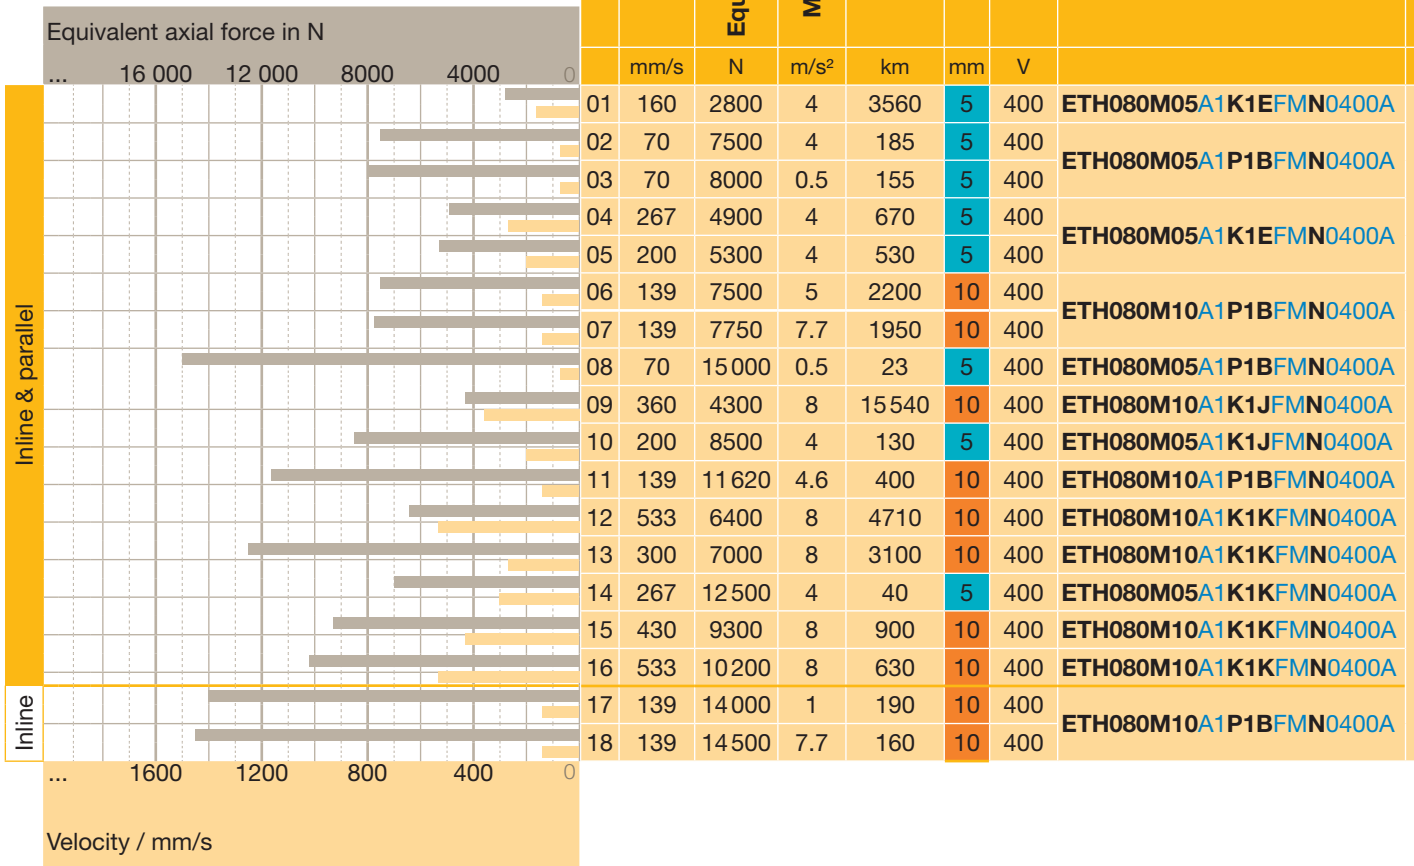 Equivalent axial force in N
... 16 000 12 000 8000 4000 0
Equ
M
mm/s N m/s² km mm V
Inline & parallel
01 160 2800 4 3560 5 400 ETH080M05A1K1EFMN0400A
02 70 7500 4 185 5 400
ETH080M05A1P1BFMN0400A
03 70 8000 0.5 155 5 400
04 267 4900 4 670 5 400
ETH080M05A1K1EFMN0400A
05 200 5300 4 530 5 400
06 139 7500 5 2200 10 400
ETH080M10A1P1BFMN0400A
07 139 7750 7.7 1950 10 400
08 70 15 000 0.5 23 5 400 ETH080M05A1P1BFMN0400A
09 360 4300 8 15 540 10 400 ETH080M10A1K1JFMN0400A
10 200 8500 4 130 5 400 ETH080M05A1K1JFMN0400A
11 139 11 620 4.6 400 10 400 ETH080M10A1P1BFMN0400A
12 533 6400 8 4710 10 400 ETH080M10A1K1KFMN0400A
13 300 7000 8 3100 10 400 ETH080M10A1K1KFMN0400A
14 267 12 500 4 40 5 400 ETH080M05A1K1KFMN0400A
15 430 9300 8 900 10 400 ETH080M10A1K1KFMN0400A
16 533 10 200 8 630 10 400 ETH080M10A1K1KFMN0400A
Inline
17 139 14 000 1 190 10 400
ETH080M10A1P1BFMN0400A
18 139 14 500 7.7 160 10 400
... 1600 1200 800 400 0
Velocity / mm/s